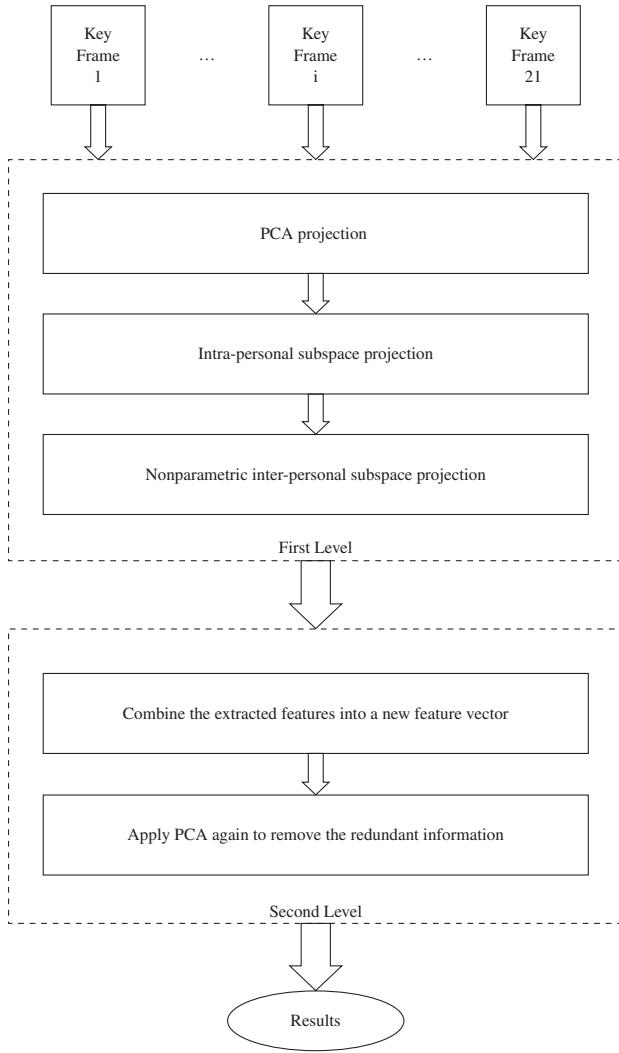 Key
Frame
1
...
Key
Frame
i
...
Key
Frame
21
PCA projection
Intra-personal subspace projection
Nonparametric inter-personal subspace projection
First Level
Combine the extracted features into a new feature vector
Apply PCA again to remove the redundant information
Second Level
Results